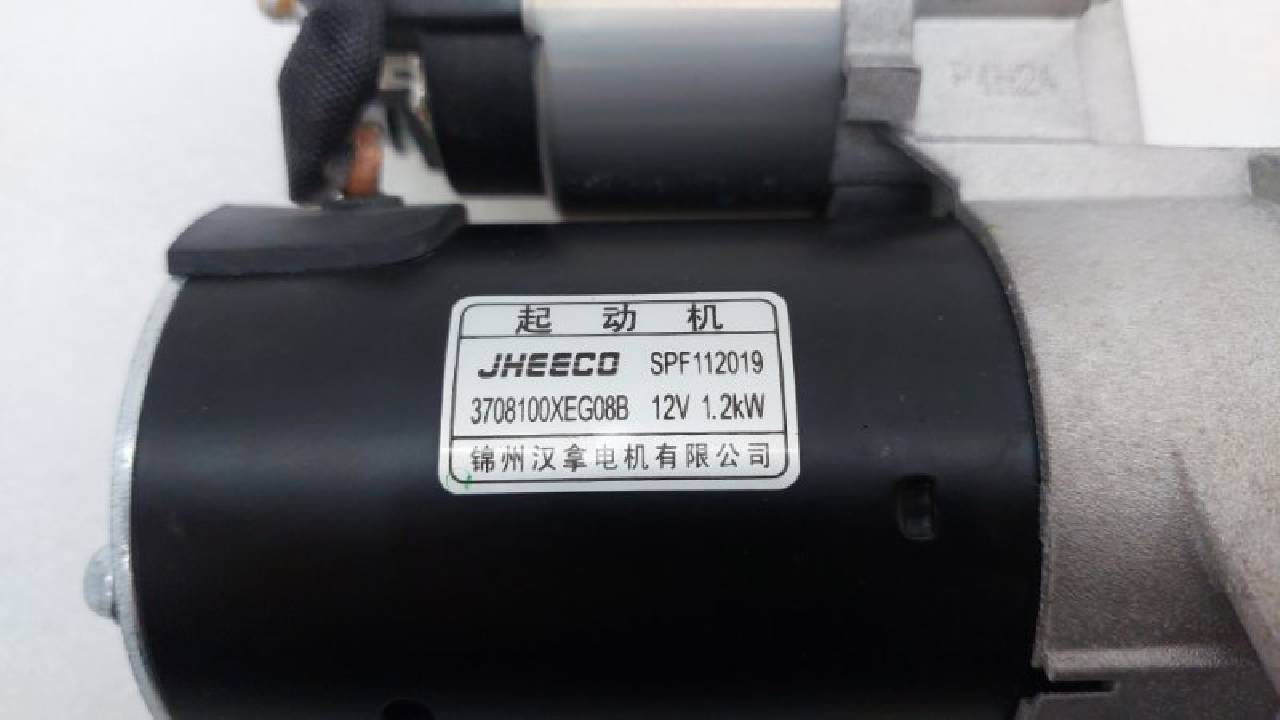 起动机
JHEECO SPF112019
3708100XEG08B 12V 1.2kW
锦州汉拿电机有限公司